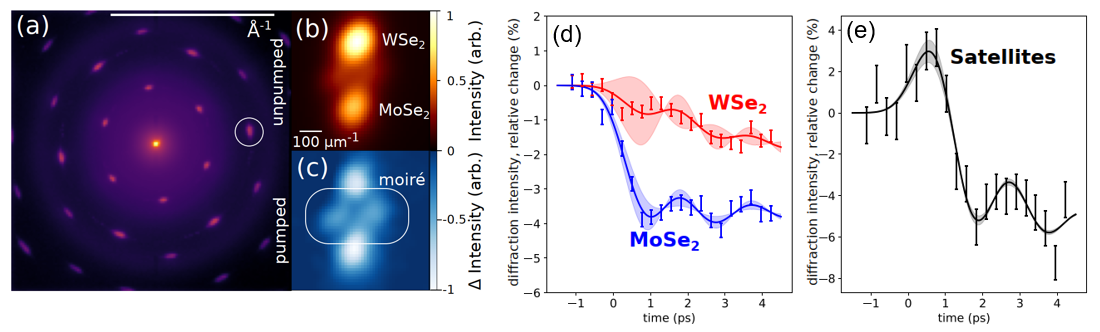 (a)
Å-1
unpumped
pumped
(b)
WSe2
MoSe2
100 μm-1
(c)
moiré
1
0.5
0
-0.5
-1
Intensity (arb.)
Δ Intensity (arb.)
(d)
diffraction intensity, relative change (%)
2
1
0
−1
−2
−3
−4
−5
−6
WSe2
MoSe2
−1 0 1 2 3 4
time (ps)
(e)
diffraction intensity, relative change (%)
4
2
0
−2
−4
−6
−8
Satellites
−1 0 1 2 3 4
time (ps)